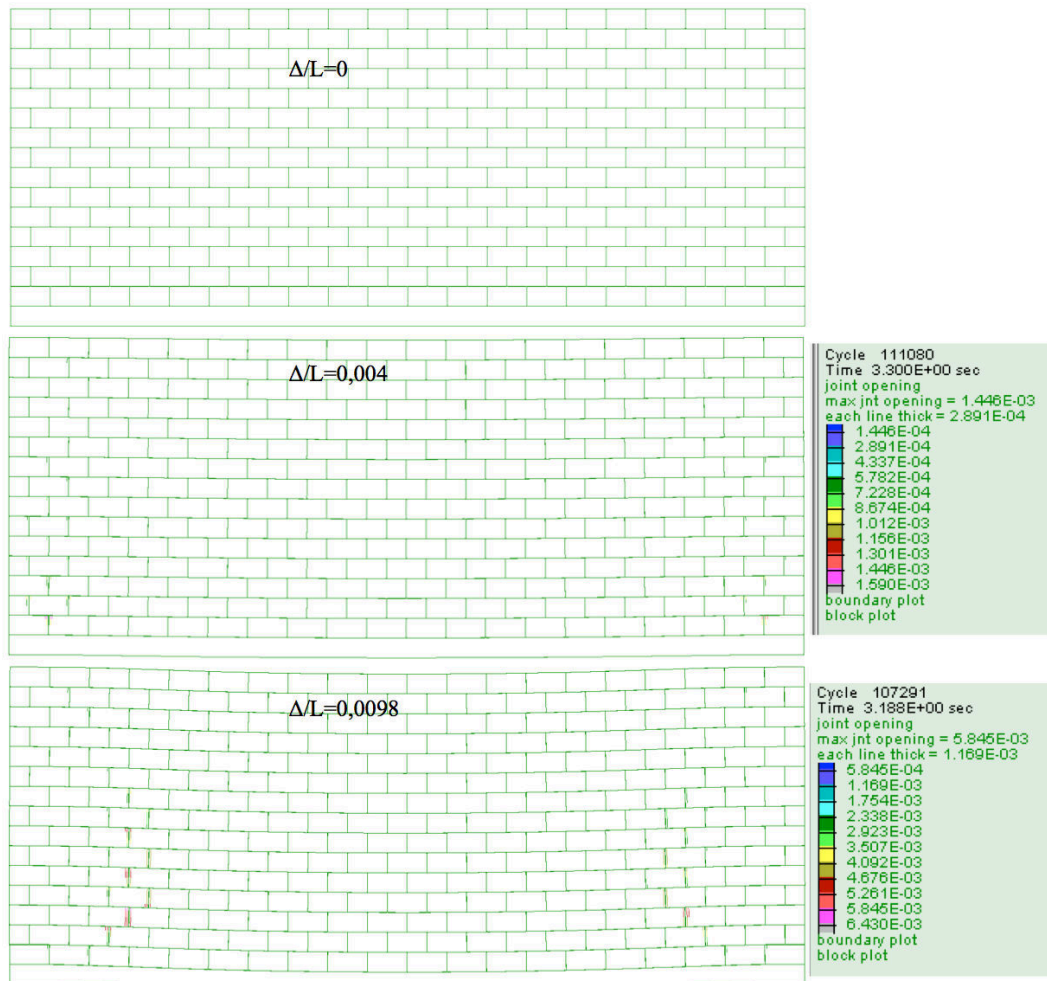 Δ/L=0
Δ/L=0,004
Cycle 111080
Time 3.300E+00 sec
joint opening
max jnt opening = 1.446E-03
each line thick = 2.891E-04
1.446E-04
2.891E-04
4.337E-04
5.782E-04
7.228E-04
8.674E-04
1.012E-03
1.156E-03
1.301E-03
1.446E-03
1.590E-03
boundary plot
block plot
Δ/L=0,0098
Cycle 107291
Time 3.188E+00 sec
joint opening
max jnt opening = 5.845E-03
each line thick = 1.169E-03
5.845E-04
1.169E-03
1.754E-03
2.338E-03
2.923E-03
3.507E-03
4.092E-03
4.676E-03
5.261E-03
5.845E-03
6.430E-03
boundary plot
block plot